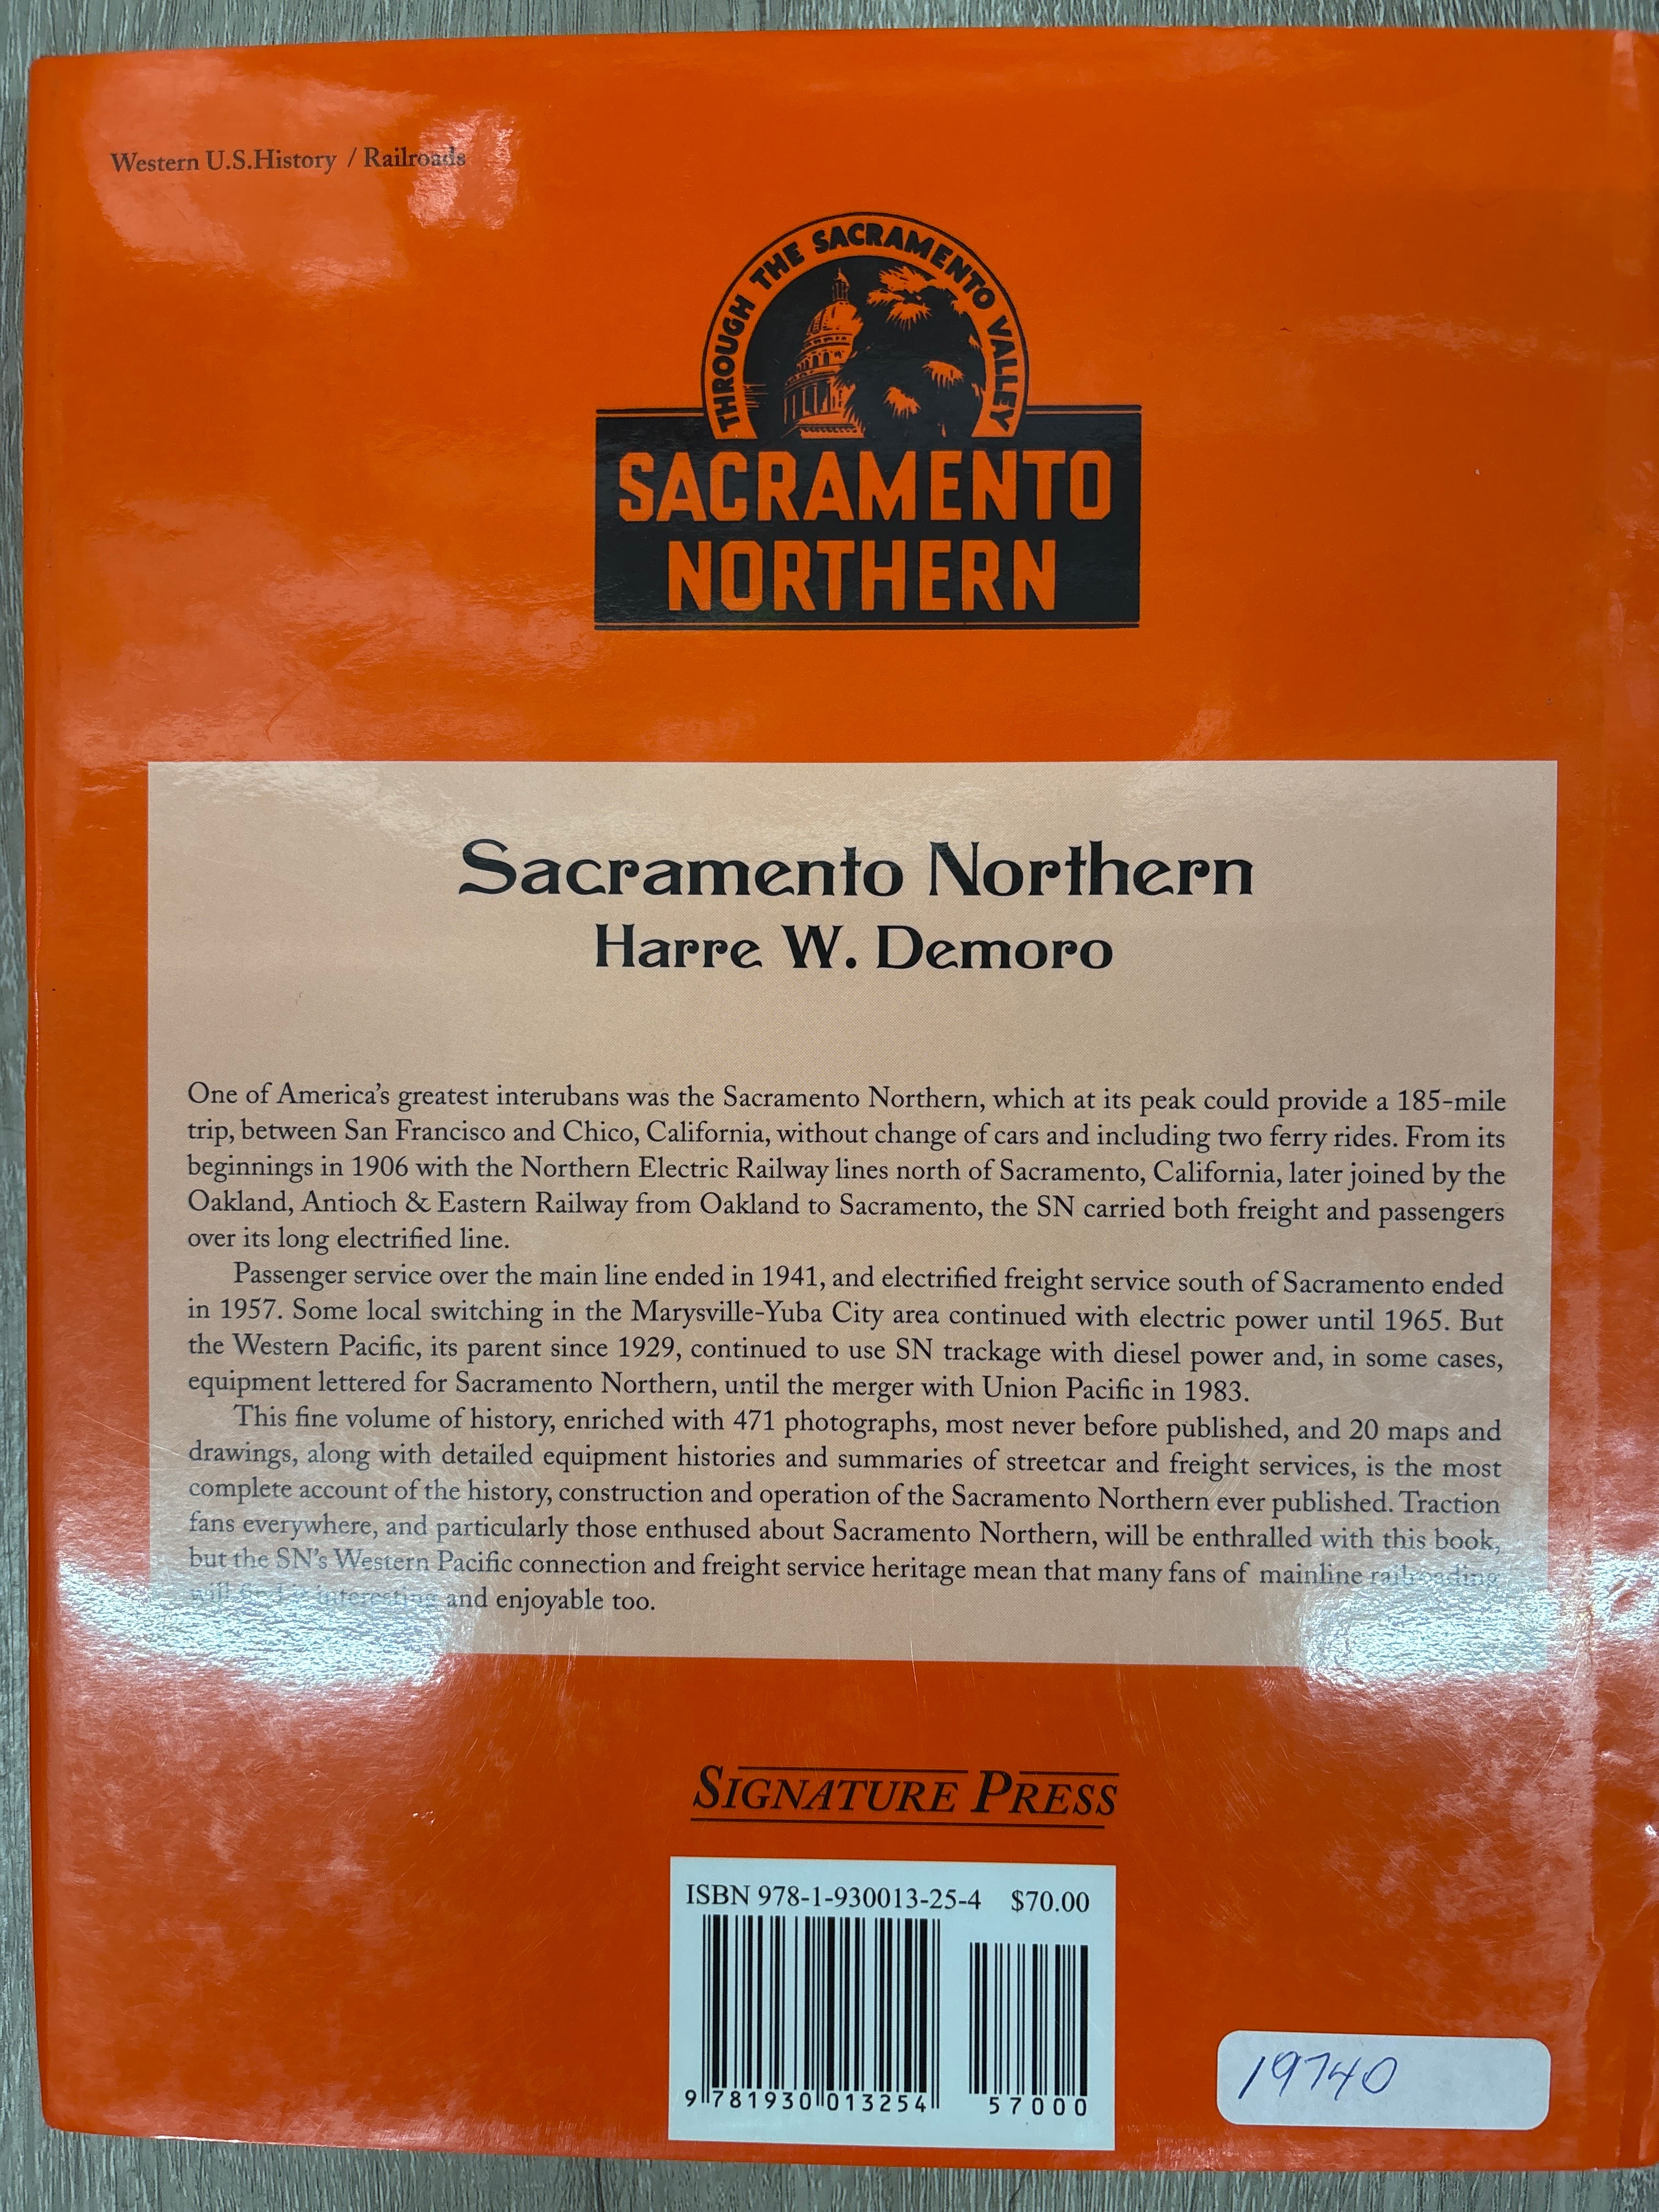 Western U.S.History / Railroads
THROUGH THE SACRAMENTO VALLEY
SACRAMENTO
NORTHERN
Sacramento Northern
Harre W. Demoro
One of America's greatest interubans was the Sacramento Northern, which at its peak could provide a 185-mile
trip, between San Francisco and Chico, California, without change of cars and including two ferry rides. From its
beginnings in 1906 with the Northern Electric Railway lines north of Sacramento, California, later joined by the
Oakland, Antioch & Eastern Railway from Oakland to Sacramento, the SN carried both freight and passengers
over its long electrified line.
Passenger service over the main line ended in 1941, and electrified freight service south of Sacramento ended
in 1957. Some local switching in the Marysville-Yuba City area continued with electric power until 1965. But
the Western Pacific, its parent since 1929, continued to use SN trackage with diesel power and, in some cases,
equipment lettered for Sacramento Northern, until the merger with Union Pacific in 1983.
This fine volume of history, enriched with 471 photographs, most never before published, and 20 maps and
drawings, along with detailed equipment histories and summaries of streetcar and freight services, is the most
complete account of the history, construction and operation of the Sacramento Northern ever published. Traction
fans everywhere, and particularly those enthused about Sacramento Northern, will be enthralled with this book,
but the SN's Western Pacific connection and freight service heritage mean that many fans of mainline railroading
will find is interesting and enjoyable too.
SIGNATURE PRESS
ISBN 978-1-930013-25-4 $70.00
9 781930 013254 57000
19740